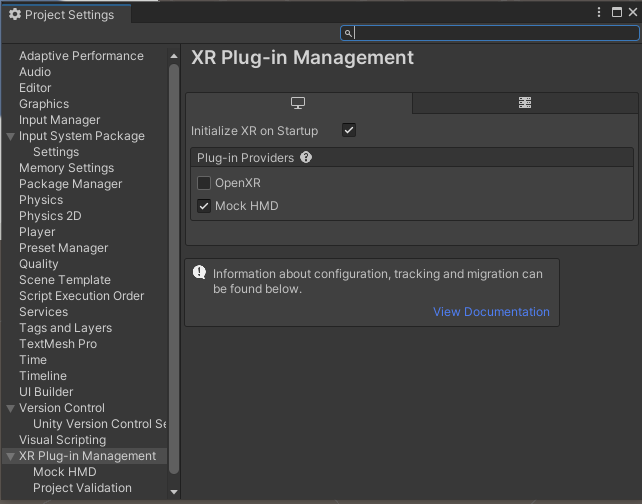 Project Settings
Adaptive Performance
Audio
Editor
Graphics
Input Manager
Input System Package
Settings
Memory Settings
Package Manager
Physics
Physics 2D
Player
Preset Manager
Quality
Scene Template
Script Execution Order
Services
Tags and Layers
TextMesh Pro
Time
Timeline
UI Builder
Version Control
Unity Version Control Se
Visual Scripting
XR Plug-in Management
Mock HMD
Project Validation
XR Plug-in Management
Initialize XR on Startup
Plug-in Providers ?
OpenXR
Mock HMD
Information about configuration, tracking and migration can
be found below.
View Documentation